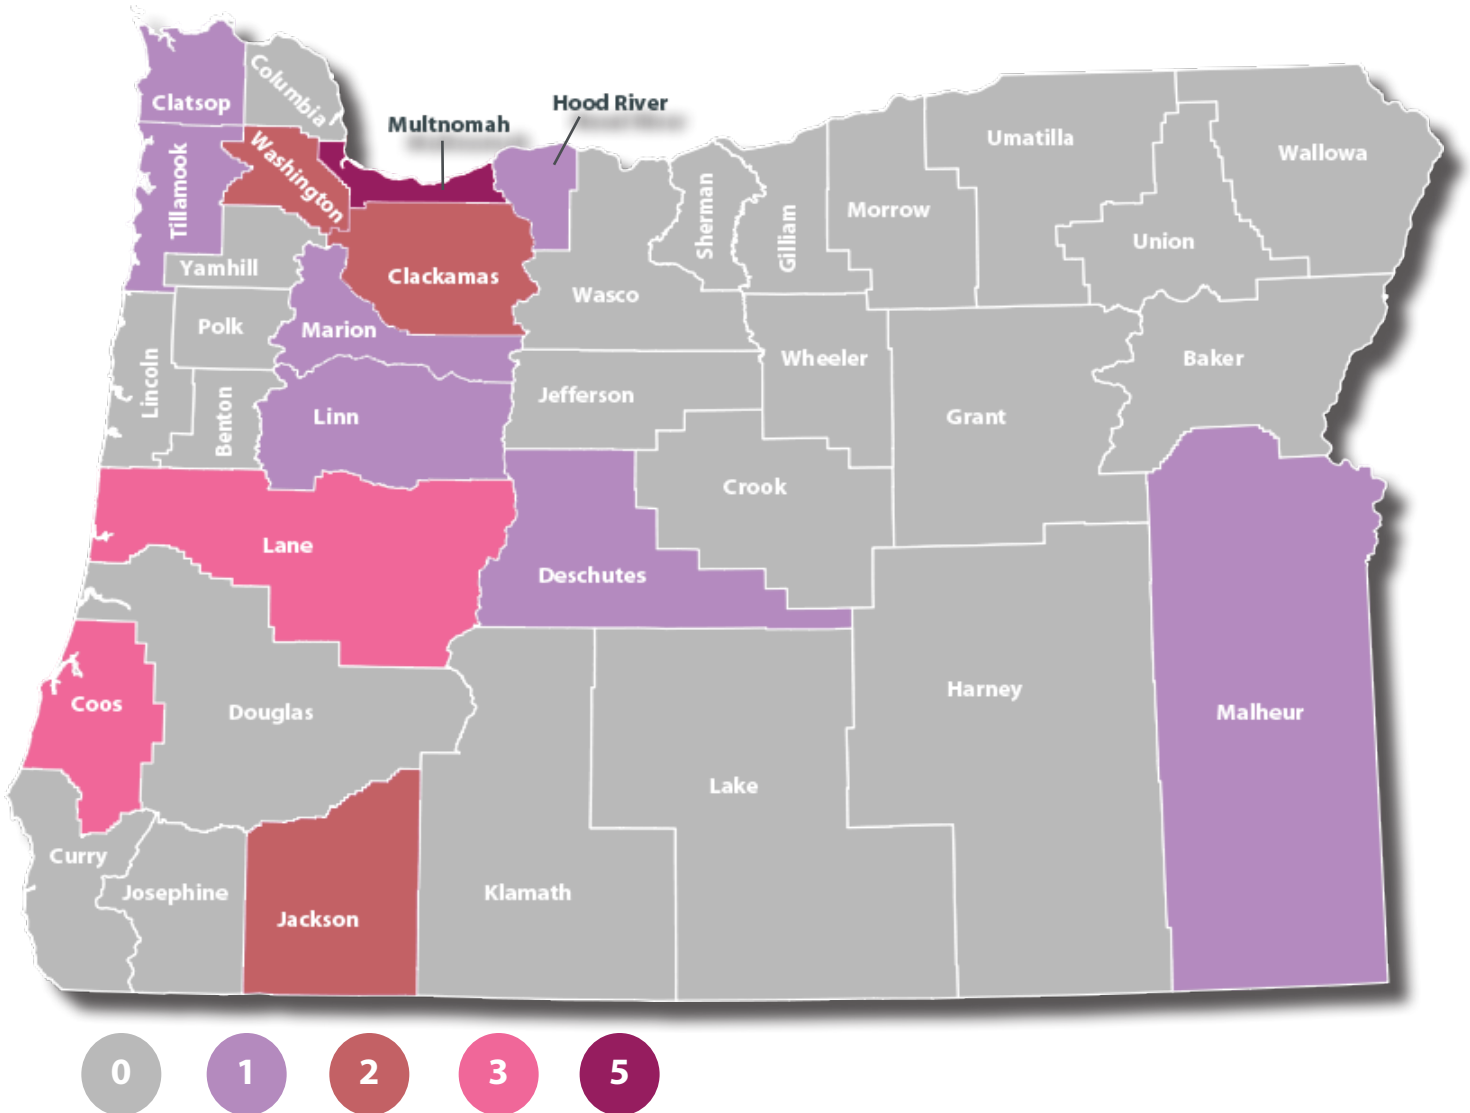 Columbia
Clatsop
Hood River
Multnomah
Washington
Tillamook
Umatilla
Wallowa
Morrow
Sherman
Gilliam
Union
Yamhill
Clackamas
Wasco
Polk
Marion
Wheeler
Baker
Lincoln
Jefferson
Benton
Linn
Grant
Crook
Lane
Deschutes
Harney
Coos
Douglas
Malheur
Lake
Curry
Josephine
Klamath
Jackson
0 1 2 3 5